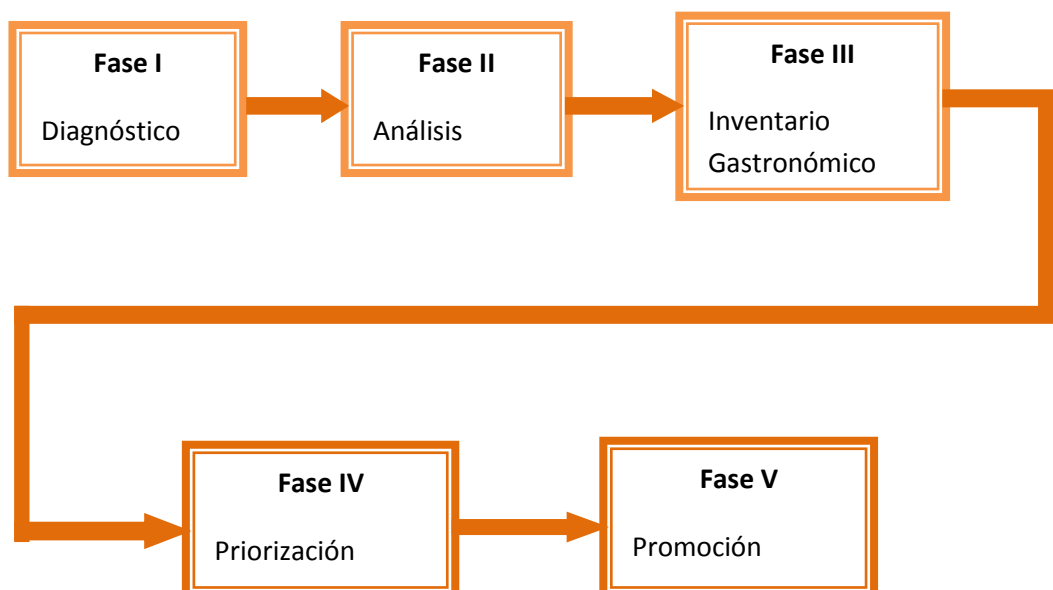 Fase I
Diagnóstico
Fase II
Análisis
Fase III
Inventario
Gastronómico
Fase IV
Priorización
Fase V
Promoción